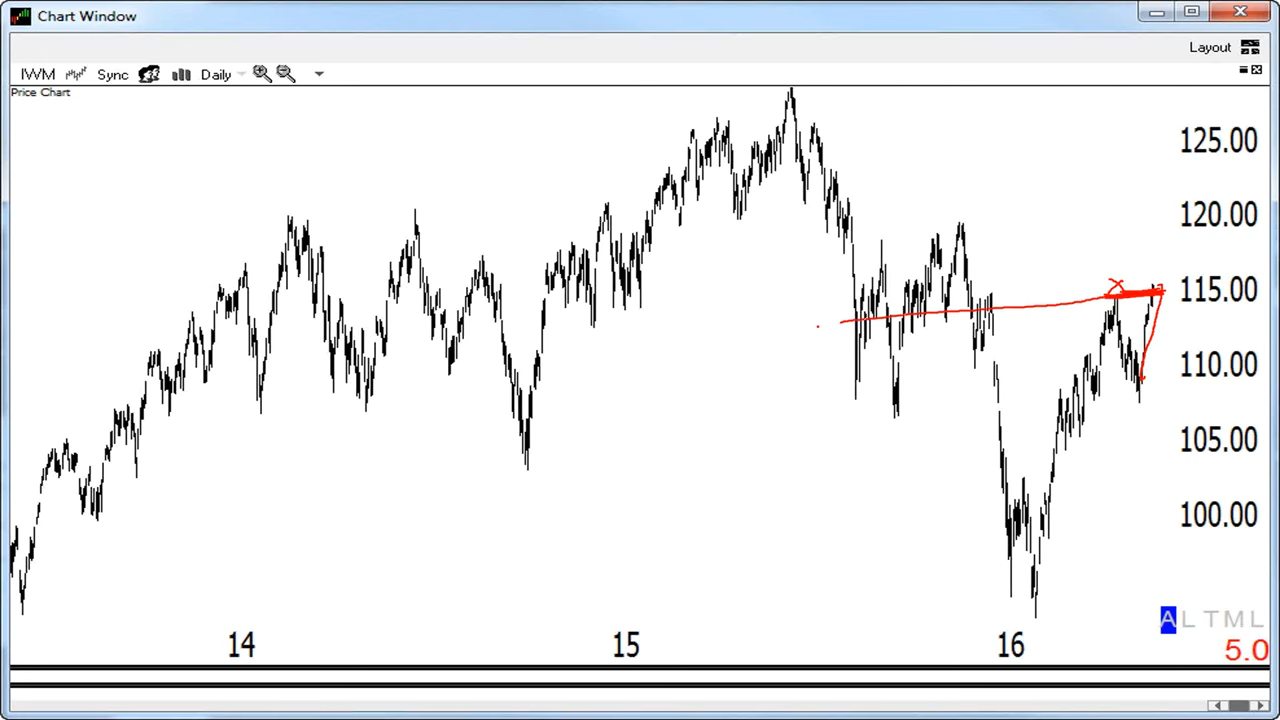 Chart Window
Layout
IWM Sync Daily
Price Chart
125.00
120.00
115.00
110.00
105.00
100.00
A L T M L
14 15 16
5.0